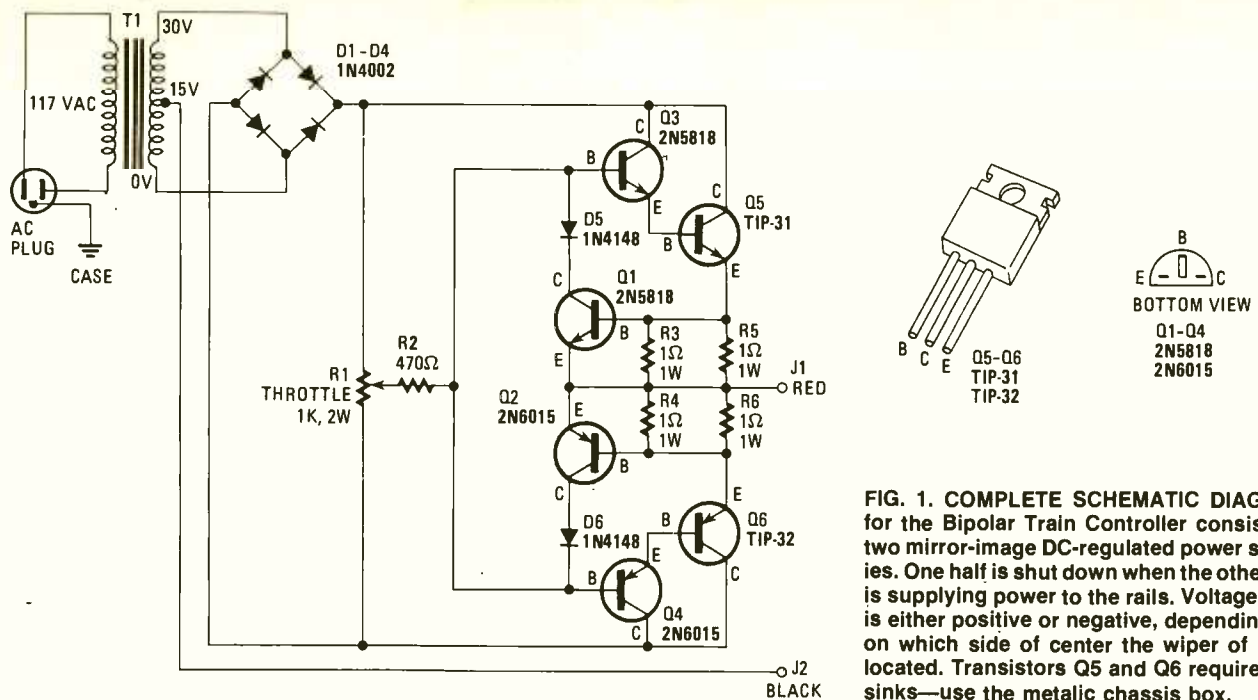 T1
30V
15V
0V
117 VAC
AC
PLUG
CASE
D1-D4
1N4002
R1
THROTTLE
1K, 2W
R2
470Ω
C
Q3
2N5818
B
E
D5
1N4148
C
Q5
TIP-31
B
E
C
Q1
2N5818
B
E
R3
1Ω
1W
R5
1Ω
1W
J1
RED
Q2
2N6015
E
B
C
R4
1Ω
1W
R6
1Ω
1W
D6
1N4148
E
Q6
TIP-32
B
C
E
B
C
Q4
2N6015
J2
BLACK
B C E
Q5-Q6
TIP-31
TIP-32
B
E C
BOTTOM VIEW
Q1-Q4
2N5818
2N6015
FIG. 1. COMPLETE SCHEMATIC DIAG
for the Bipolar Train Controller consis
two mirror-image DC-regulated power s
ies. One half is shut down when the othe
is supplying power to the rails. Voltage
is either positive or negative, dependin
on which side of center the wiper of
located. Transistors Q5 and Q6 require
sinks—use the metalic chassis box.